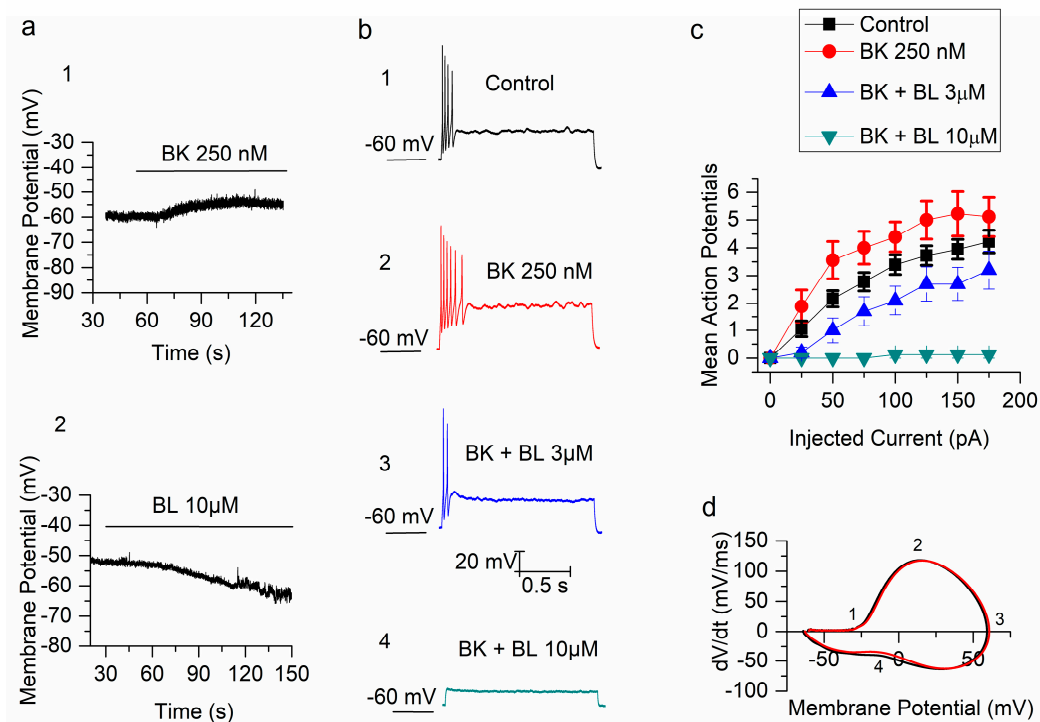 a
1
Membrane Potential (mV)
-30
-40
-50
-60
-70
-80
-90
BK 250 nM
30 60 90 120
Time (s)
2
Membrane Potential (mV)
-30
-40
-50
-60
-70
-80
BL 10µM
30 60 90 120 150
Time (s)
b
1
Control
-60 mV
2
BK 250 nM
-60 mV
3
BK + BL 3µM
-60 mV
20 mV
0.5 s
4
BK + BL 10µM
-60 mV
c
Control
BK 250 nM
BK + BL 3µM
BK + BL 10µM
Mean Action Potentials
6
5
4
3
2
1
0
0 50 100 150 200
Injected Current (pA)
d
dV/dt (mV/ms)
150
100
50
0
-50
-100
1
2
3
4
-50 0 50
Membrane Potential (mV)